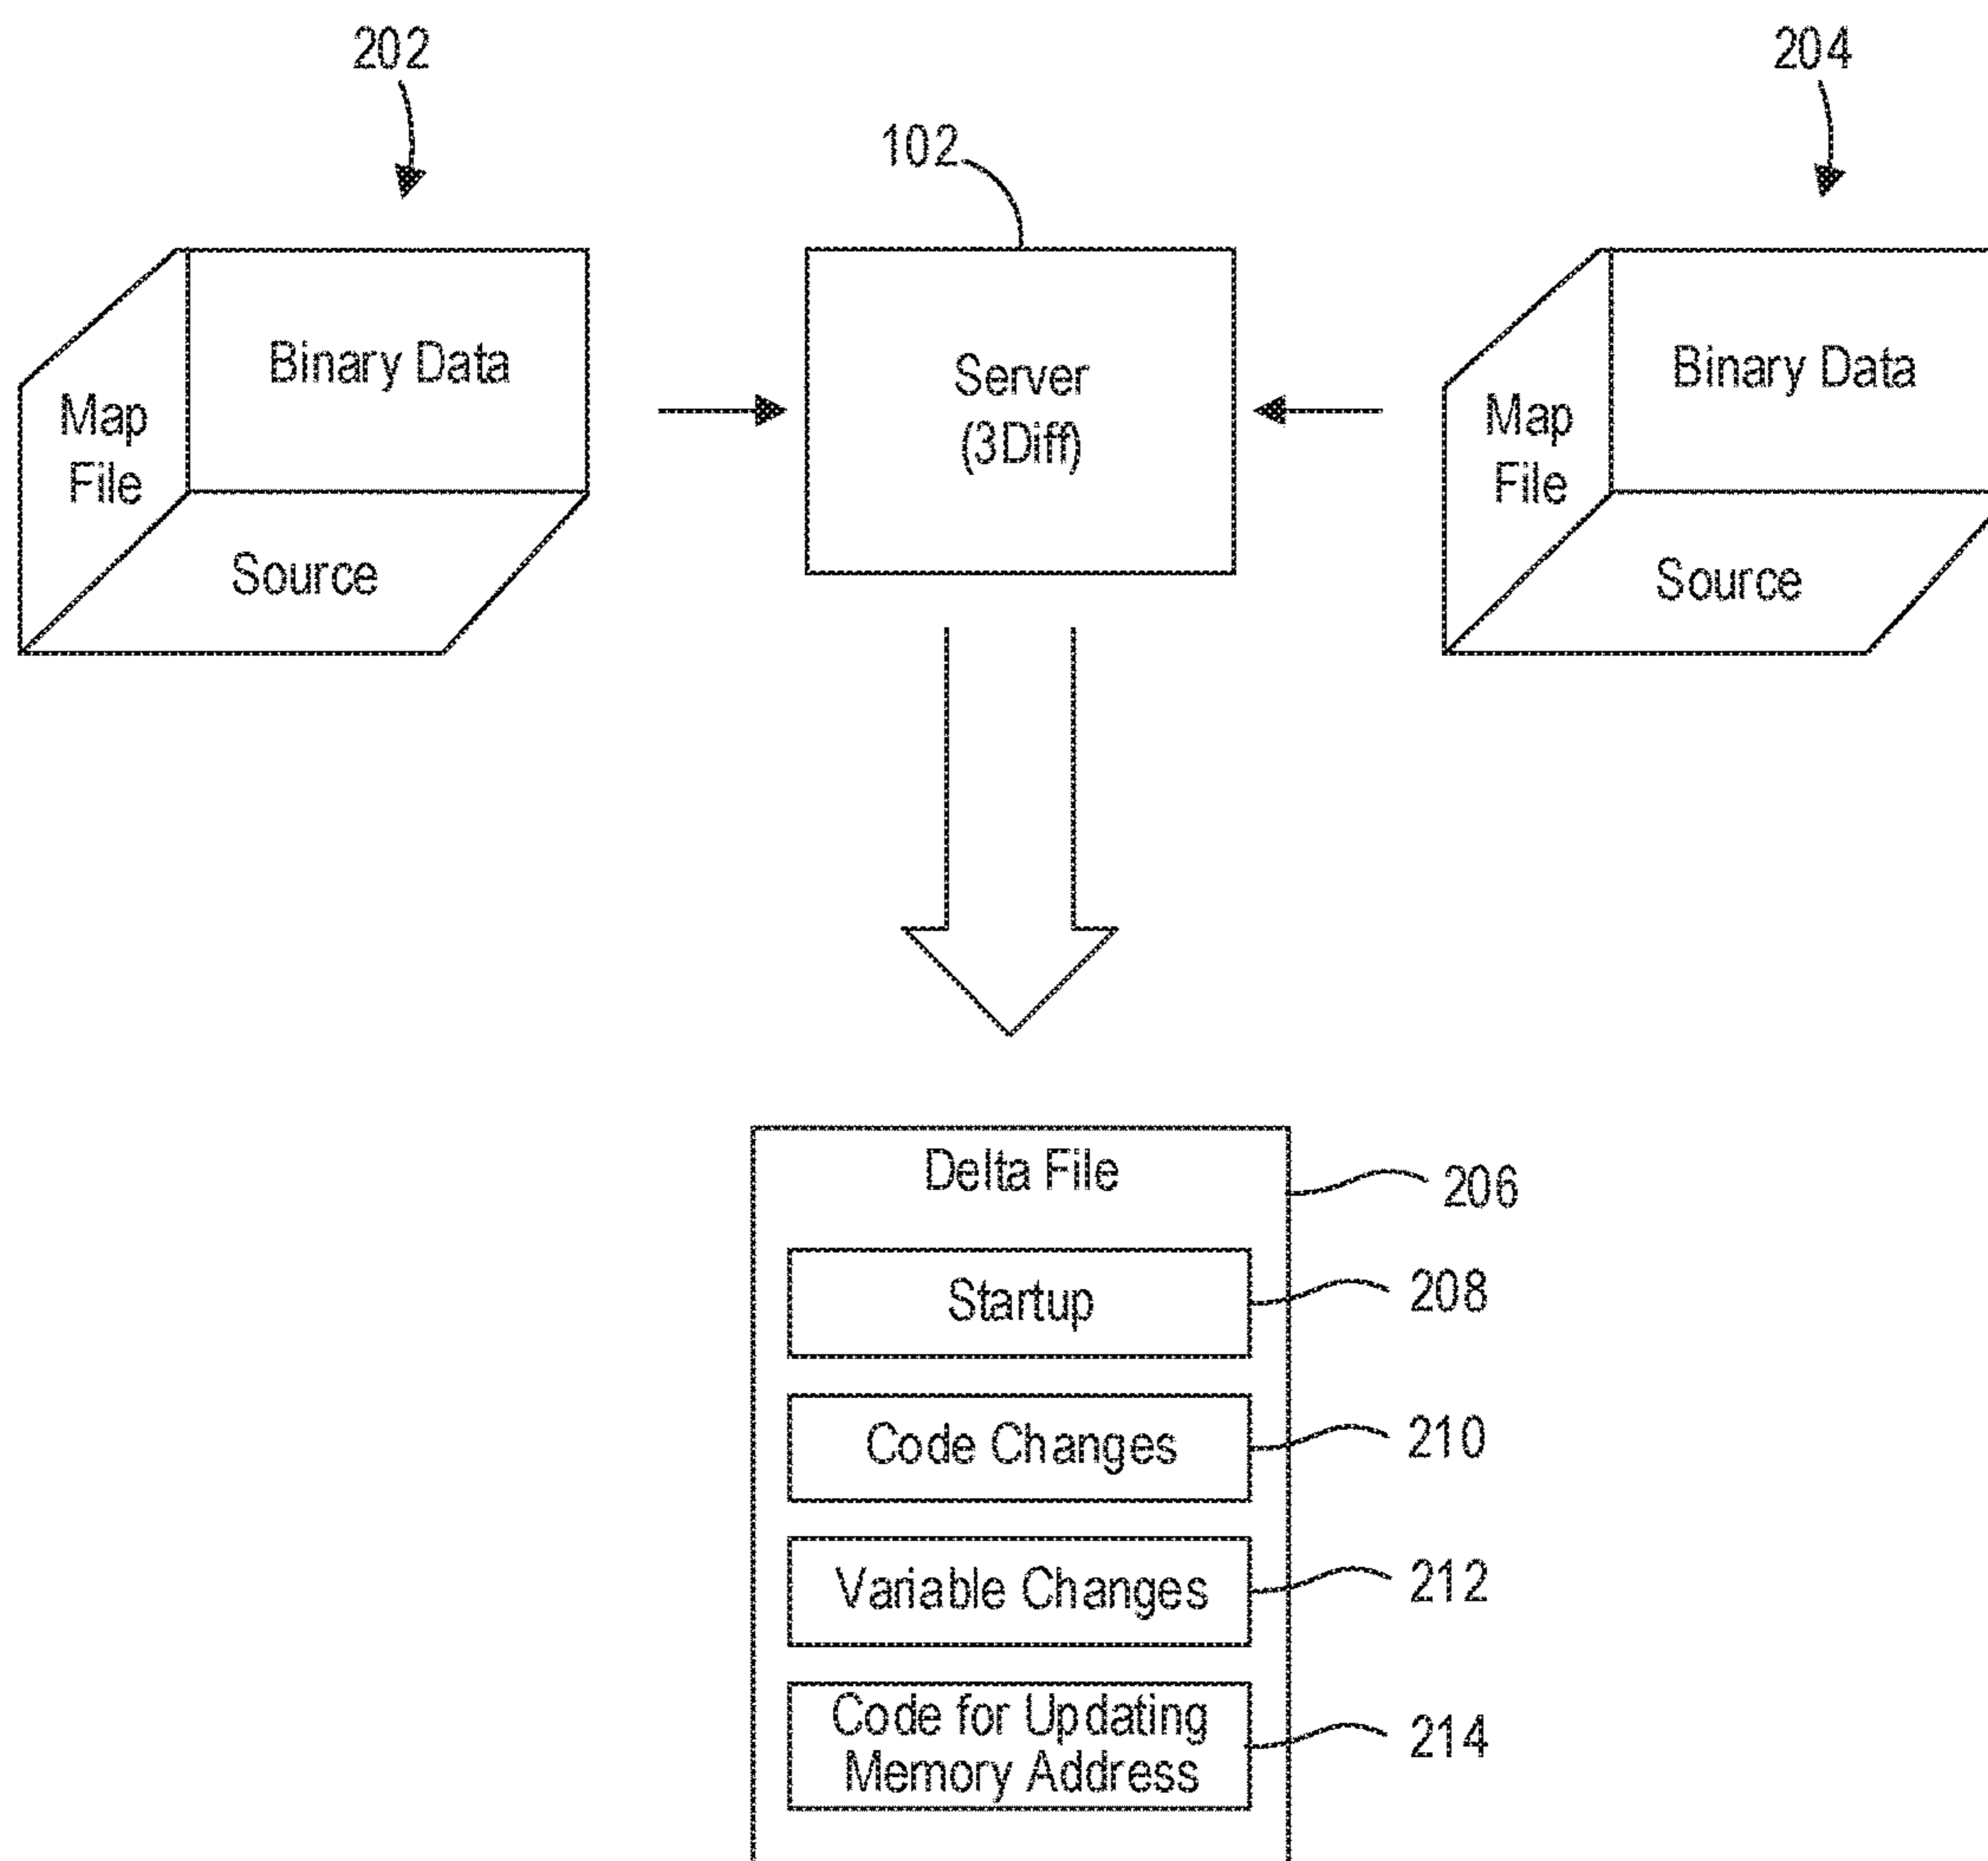 202
204
102
Binary Data
Map
File
Source
Server
(3Diff)
Binary Data
Map
File
Source
Delta File
206
Startup
208
Code Changes
210
Variable Changes
212
Code for Updating
Memory Address
214